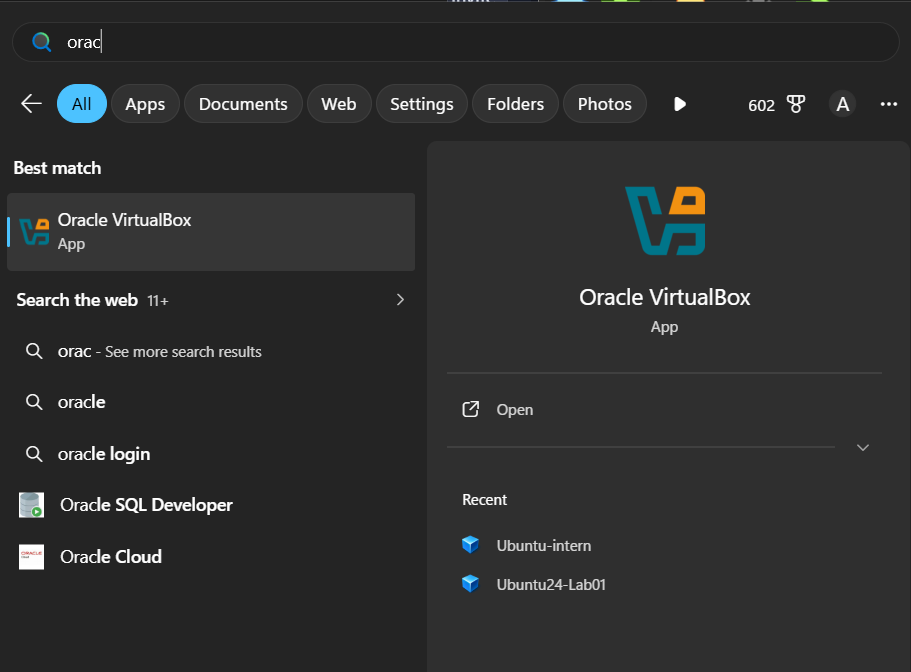 orac
All Apps Documents Web Settings Folders Photos 602 A
Best match
Oracle VirtualBox
App
Search the web 11+
orac - See more search results
oracle
oracle login
Oracle SQL Developer
Oracle Cloud
Oracle VirtualBox
App
Open
Recent
Ubuntu-intern
Ubuntu24-Lab01